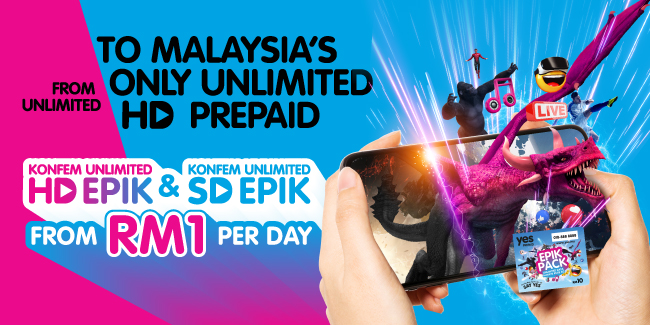 FROM
UNLIMITED
TO MALAYSIA'S
ONLY UNLIMITED
HD PREPAID
KONFEM UNLIMITED
HD EPIK
&
KONFEM UNLIMITED
SD EPIK
FROM RM1 PER DAY
LIVE
yes
EPIK
PACK